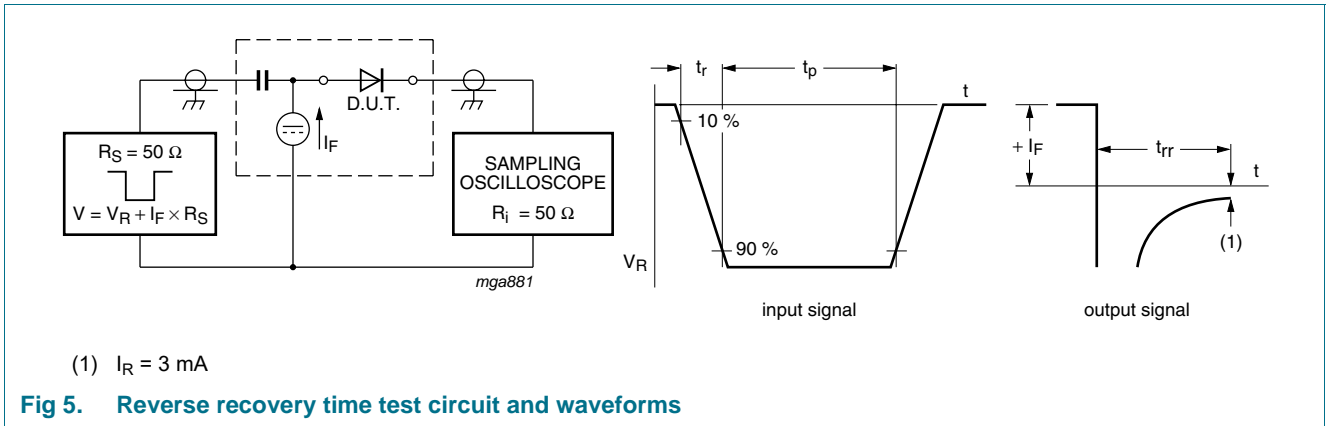 R_S = 50 Ω
V = V_R + I_F × R_S
I_F
D.U.T.
SAMPLING
OSCILLOSCOPE
R_i = 50 Ω
mga881
t_r
t_p
t
10 %
90 %
V_R
input signal
+ I_F
t_rr
t
(1)
output signal
(1) I_R = 3 mA
Fig 5. Reverse recovery time test circuit and waveforms